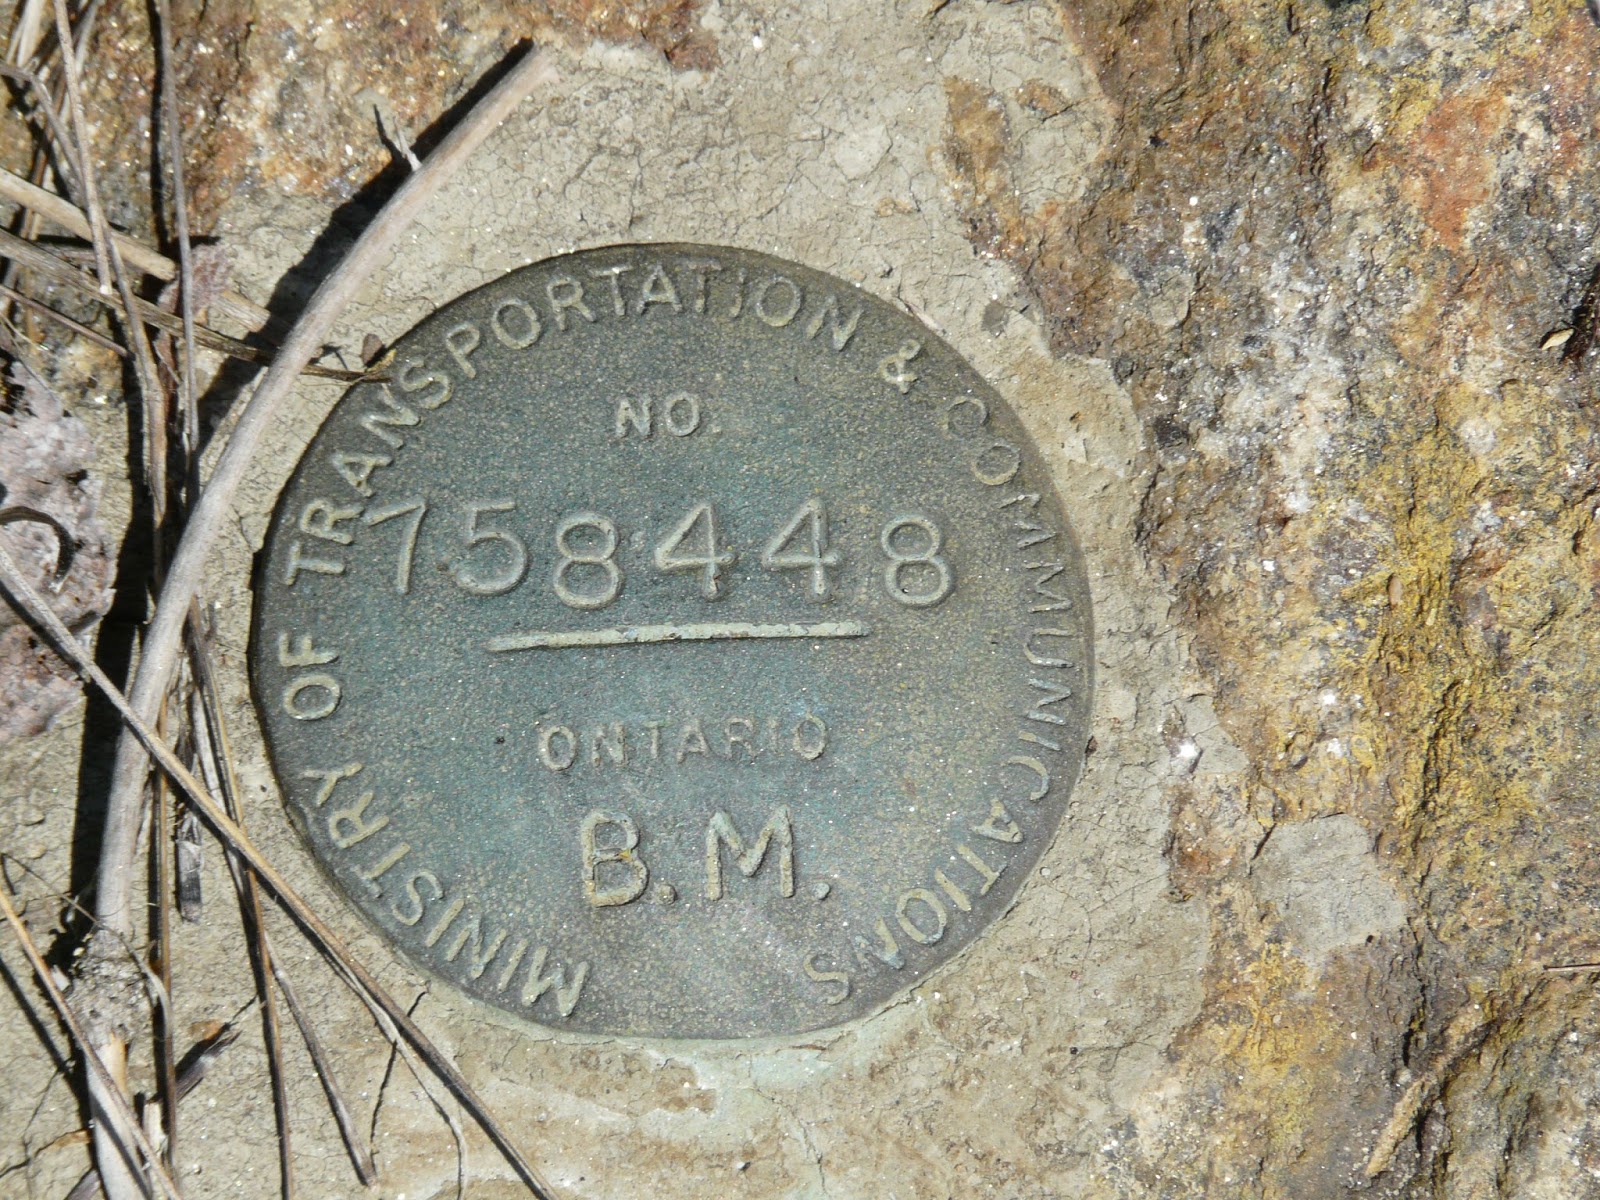 MINISTRY OF TRANSPORTATION & COMMUNICATIONS
NO.
758448
ONTARIO
B.M.